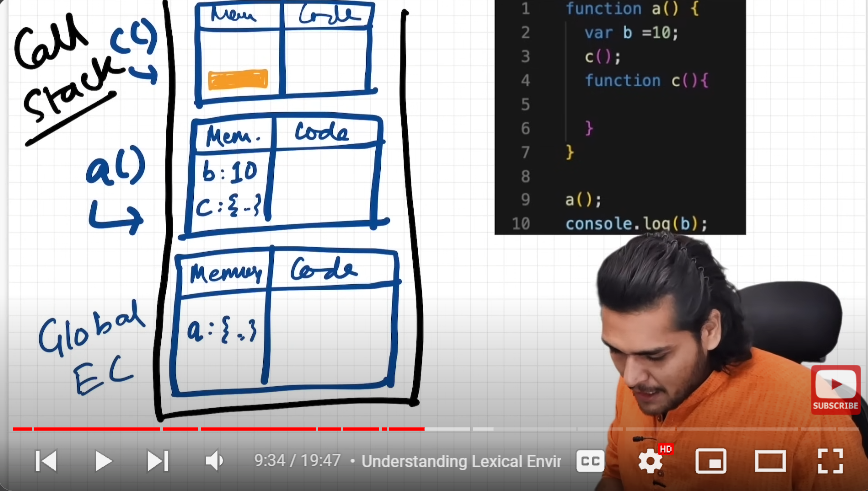 Call
Stack
c()
Mem
Code
a()
Mem.
Code
b:10
c:{-}
Global
EC
Memory
Code
a:{.,}
1 function a() {
2 var b =10;
3 c();
4 function c(){
5
6 }
7 }
8
9 a();
10 console.log(b);
SUBSCRIBE
9:34 / 19:47 • Understanding Lexical Envir
CC
HD